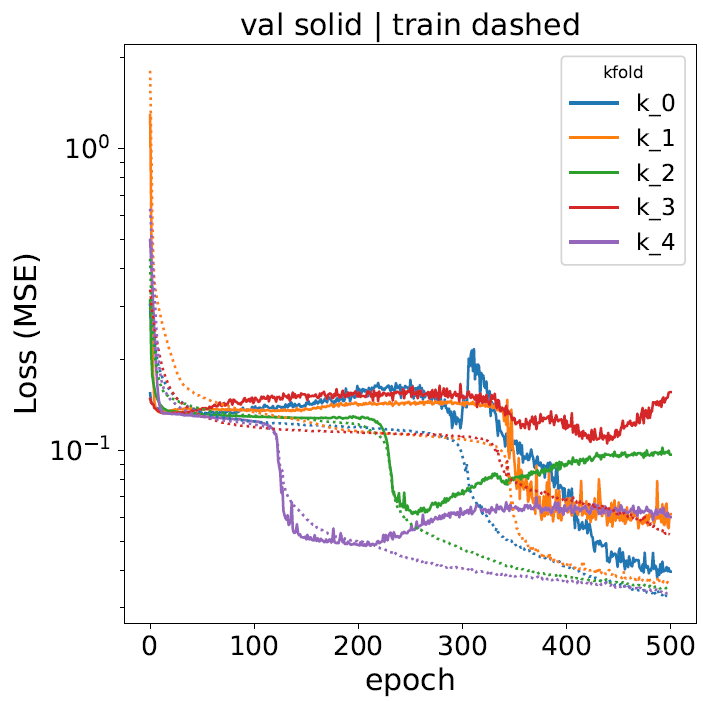 val solid | train dashed
kfold
k_0
k_1
k_2
k_3
k_4
10⁰
10⁻¹
Loss (MSE)
0 100 200 300 400 500
epoch